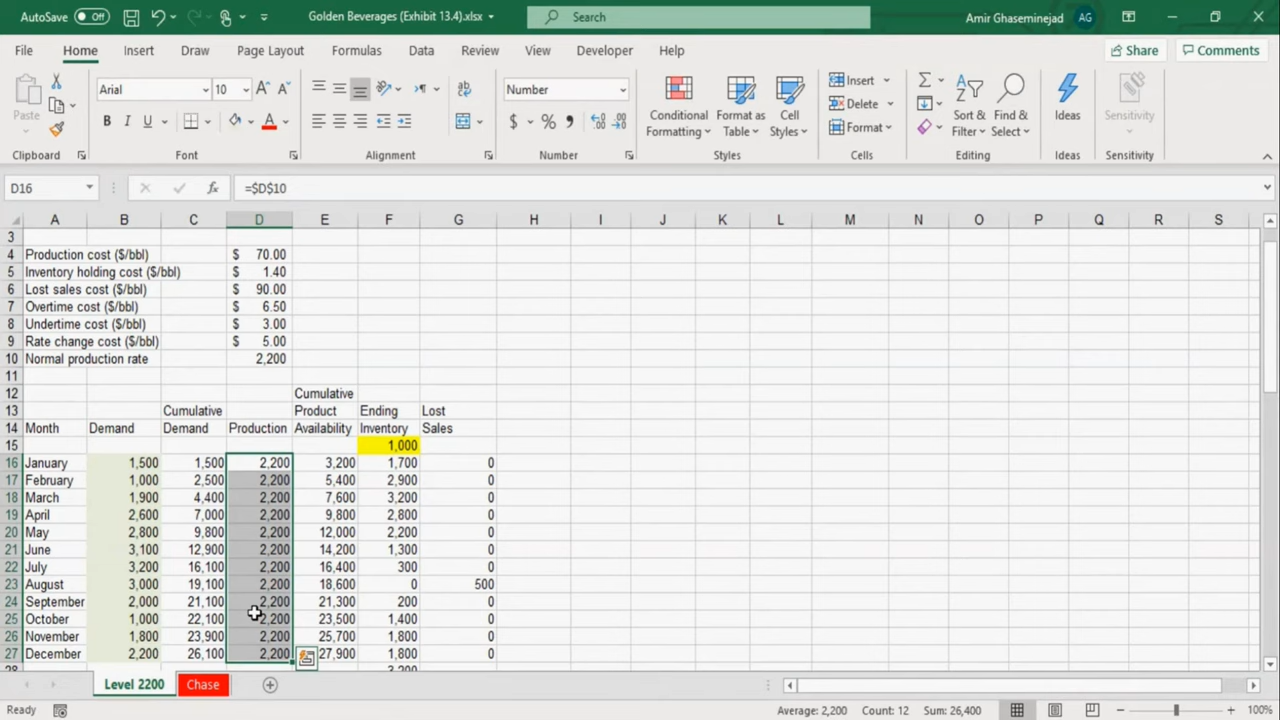 AutoSave Off Golden Beverages (Exhibit 13.4).xlsx Search Amir Ghaseminejad AG
File Home Insert Draw Page Layout Formulas Data Review View Developer Help Share Comments
Paste Arial 10 A A Number Conditional Formatting Format as Table Cell Styles Insert Delete Format Sort & Filter Find & Select Ideas Sensitivity
B I U A $ % ,
Clipboard Font Alignment Number Styles Cells Editing Ideas Sensitivity
D16 fx =$D$10
A B C D E F G H I J K L M N O P Q R S
3
4 Production cost ($/bbl) $ 70.00
5 Inventory holding cost ($/bbl) $ 1.40
6 Lost sales cost ($/bbl) $ 90.00
7 Overtime cost ($/bbl) $ 6.50
8 Undertime cost ($/bbl) $ 3.00
9 Rate change cost ($/bbl) $ 5.00
10 Normal production rate 2,200
11
12 Cumulative
13 Cumulative Product Ending Lost
14 Month Demand Demand Production Availability Inventory Sales
15 1,000
16 January 1,500 1,500 2,200 3,200 1,700 0
17 February 1,000 2,500 2,200 5,400 2,900 0
18 March 1,900 4,400 2,200 7,600 3,200 0
19 April 2,600 7,000 2,200 9,800 2,800 0
20 May 2,800 9,800 2,200 12,000 2,200 0
21 June 3,100 12,900 2,200 14,200 1,300 0
22 July 3,200 16,100 2,200 16,400 300 0
23 August 3,000 19,100 2,200 18,600 0 500
24 September 2,000 21,100 2,200 21,300 200 0
25 October 1,000 22,100 2,200 23,500 1,400 0
26 November 1,800 23,900 2,200 25,700 1,800 0
27 December 2,200 26,100 2,200 27,900 1,800 0
28 3,200
Level 2200 Chase
Ready Average: 2,200 Count: 12 Sum: 26,400 100%